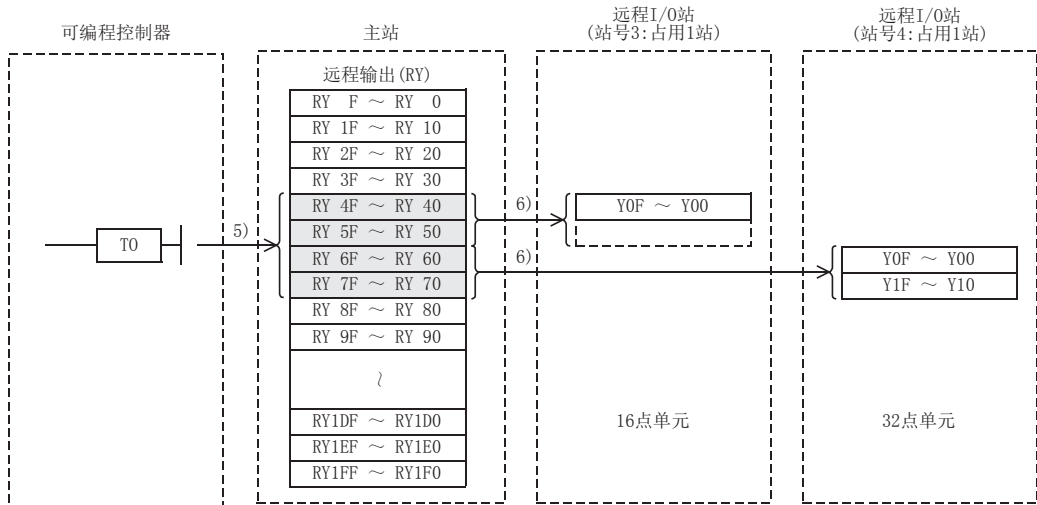 可编程控制器
主站
远程I/O站
(站号3:占用1站)
远程I/O站
(站号4:占用1站)
远程输出(RY)
RY F ～ RY 0
RY 1F ～ RY 10
RY 2F ～ RY 20
RY 3F ～ RY 30
RY 4F ～ RY 40
RY 5F ～ RY 50
RY 6F ～ RY 60
RY 7F ～ RY 70
RY 8F ～ RY 80
RY 9F ～ RY 90
～
RY1DF ～ RY1D0
RY1EF ～ RY1E0
RY1FF ～ RY1F0
TO
5)
6)
6)
Y0F ～ Y00
Y0F ～ Y00
Y1F ～ Y10
16点单元
32点单元